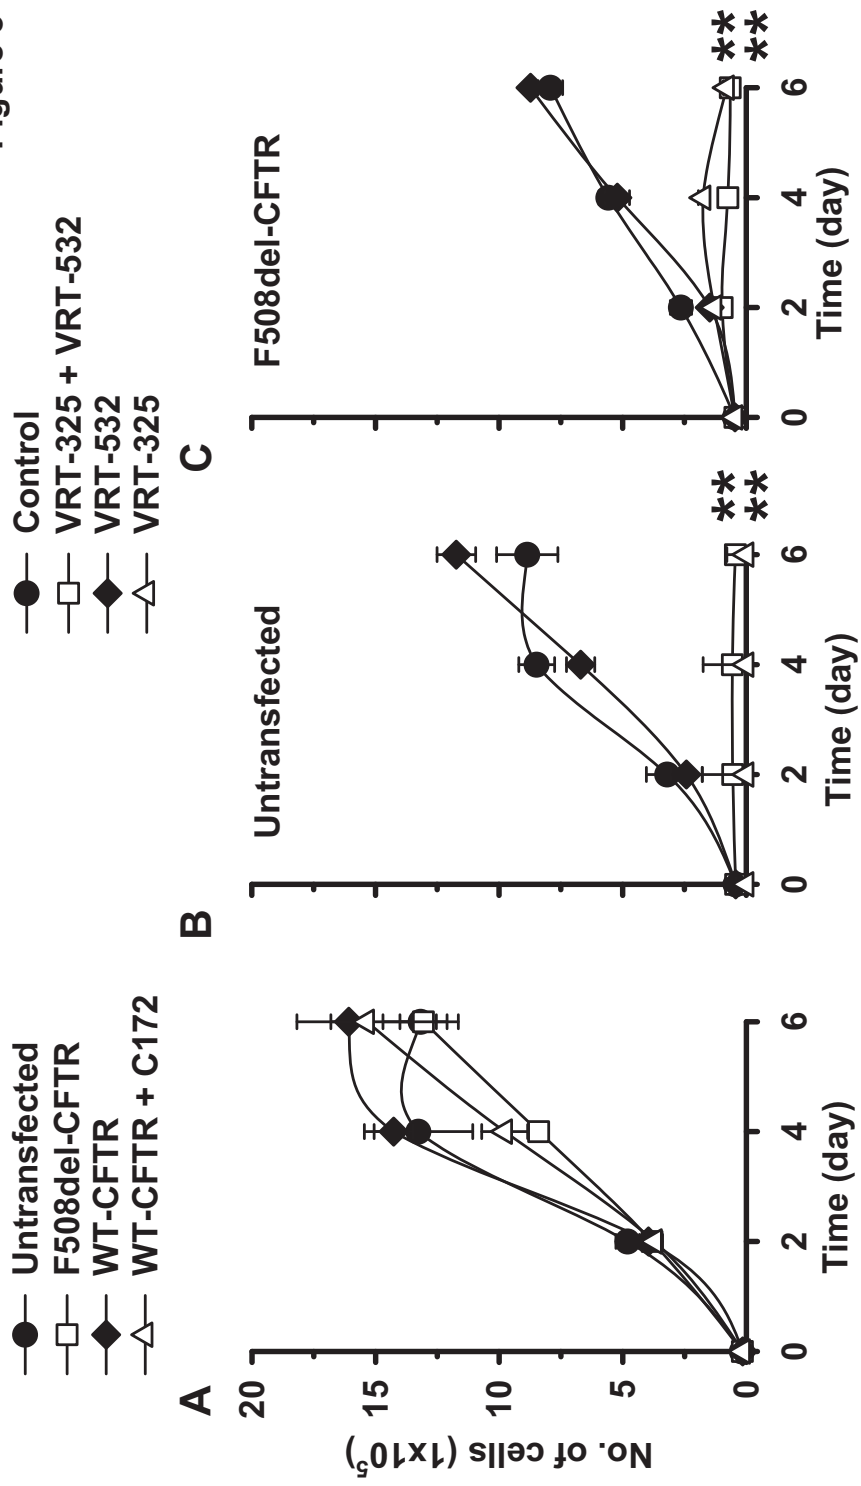 Untransfected
F508del-CFTR
WT-CFTR
WT-CFTR + C172
Control
VRT-325 + VRT-532
VRT-532
VRT-325
A
No. of cells (1x10⁵)
20
15
10
5
0
0 2 4 6
Time (day)
B
Untransfected
0 2 4 6
Time (day)
**
**
C
F508del-CFTR
0 2 4 6
Time (day)
**
**